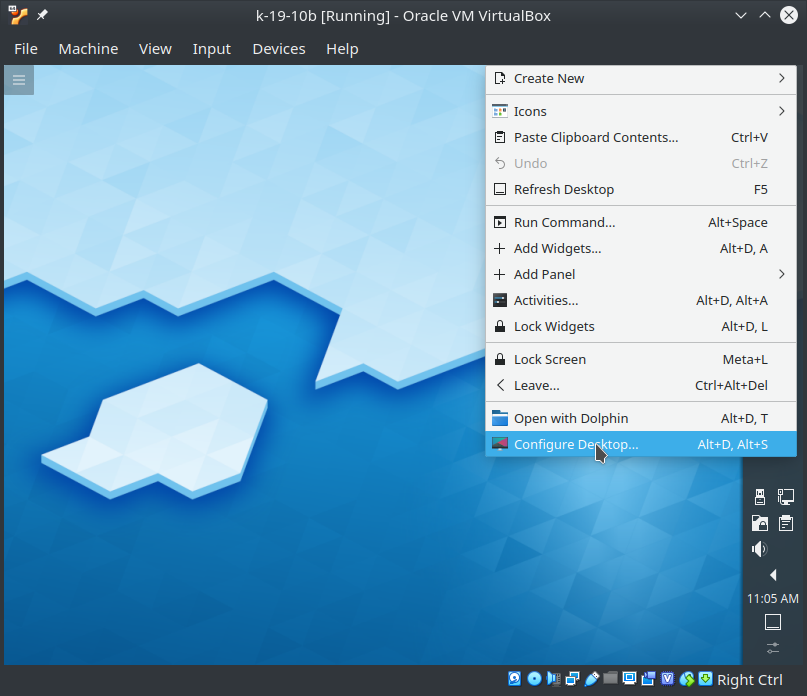 k-19-10b [Running] - Oracle VM VirtualBox
File Machine View Input Devices Help
Create New
Icons
Paste Clipboard Contents... Ctrl+V
Undo Ctrl+Z
Refresh Desktop F5
Run Command... Alt+Space
Add Widgets... Alt+D, A
Add Panel
Activities... Alt+D, Alt+A
Lock Widgets Alt+D, L
Lock Screen Meta+L
Leave... Ctrl+Alt+Del
Open with Dolphin Alt+D, T
Configure Desktop... Alt+D, Alt+S
11:05 AM
Right Ctrl